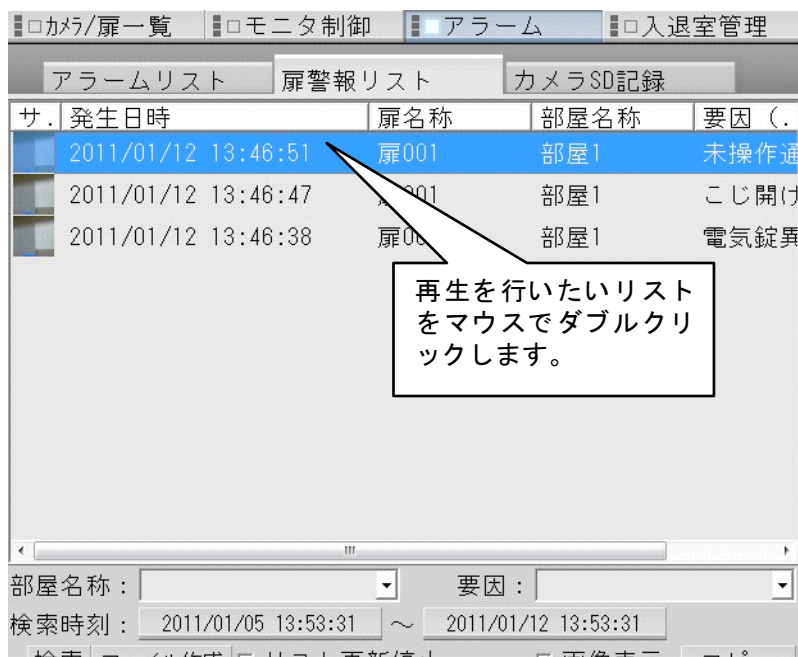 カメラ/扉一覧 モニタ制御 アラーム 入退室管理
アラームリスト 扉警報リスト カメラSD記録
サ. 発生日時 扉名称 部屋名称 要因 (.
2011/01/12 13:46:51 扉001 部屋1 未操作通
2011/01/12 13:46:47 部屋1 こじ開け
2011/01/12 13:46:38 部屋1 電気錠異
再生を行いたいリスト
をマウスでダブルクリ
ックします。
部屋名称: 要因:
検索時刻: 2011/01/05 13:53:31 ～ 2011/01/12 13:53:31